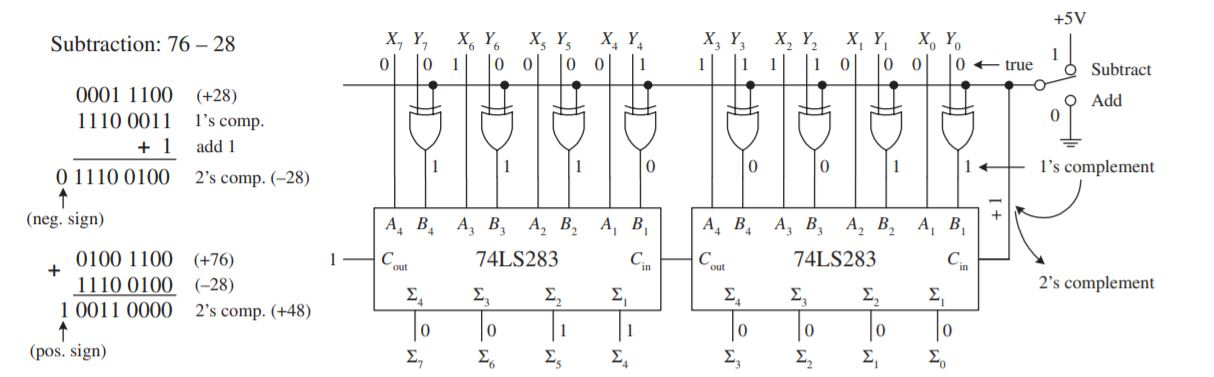 Subtraction: 76 – 28
0001 1100 (+28)
1110 0011 1's comp.
+ 1 add 1
0 1110 0100 2's comp. (–28)
(neg. sign)
0100 1100 (+76)
+ 1110 0100 (–28)
1 0011 0000 2's comp. (+48)
(pos. sign)
+5V
X₇ Y₇ X₆ Y₆ X₅ Y₅ X₄ Y₄ X₃ Y₃ X₂ Y₂ X₁ Y₁ X₀ Y₀
0 0 1 0 0 0 0 1 1 1 1 1 0 0 0 0 true
1 Subtract
0 Add
1 1 1 0 0 0 1 1 1's complement
+1
A₄ B₄ A₃ B₃ A₂ B₂ A₁ B₁ A₄ B₄ A₃ B₃ A₂ B₂ A₁ B₁
1 Cout 74LS283 Cin Cout 74LS283 Cin
2's complement
Σ₄ Σ₃ Σ₂ Σ₁ Σ₄ Σ₃ Σ₂ Σ₁
0 0 1 1 0 0 0 0
Σ₇ Σ₆ Σ₅ Σ₄ Σ₃ Σ₂ Σ₁ Σ₀